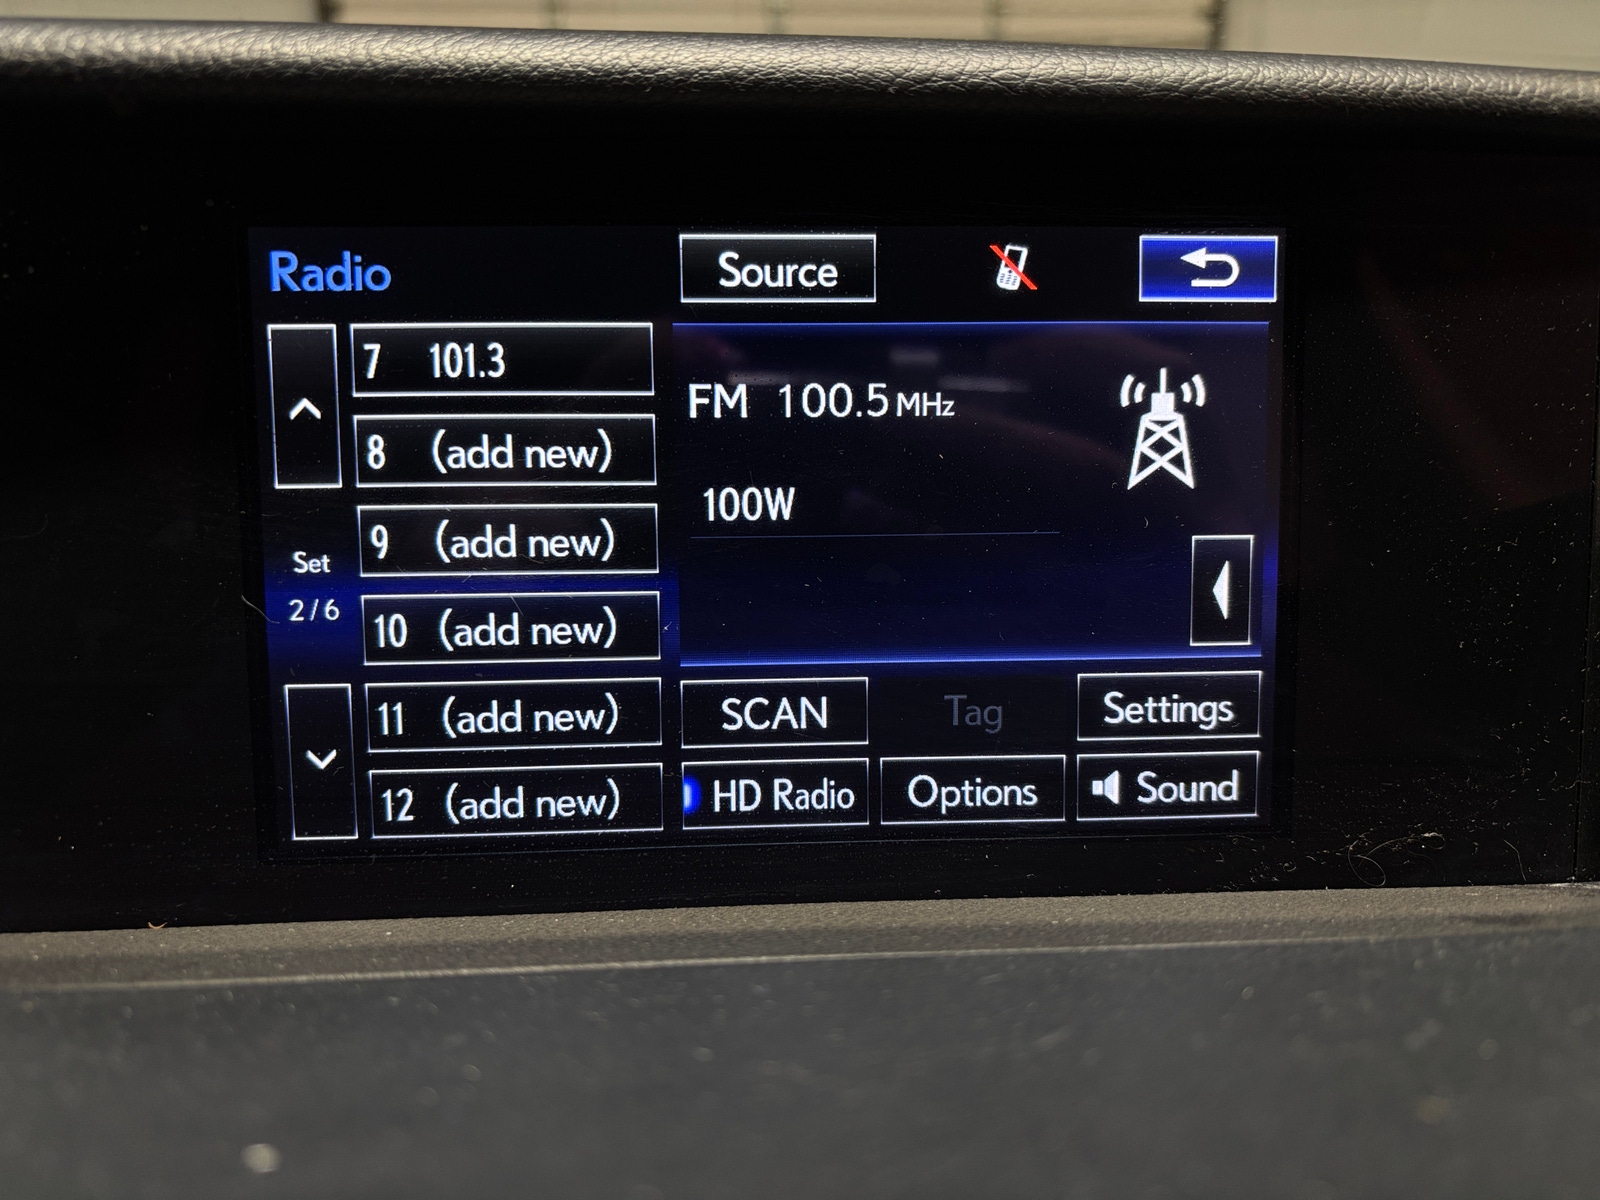 Radio
Source
7 101.3
8 (add new)
9 (add new)
10 (add new)
11 (add new)
12 (add new)
Set
2/6
FM 100.5 MHz
100W
SCAN
Tag
Settings
HD Radio
Options
Sound